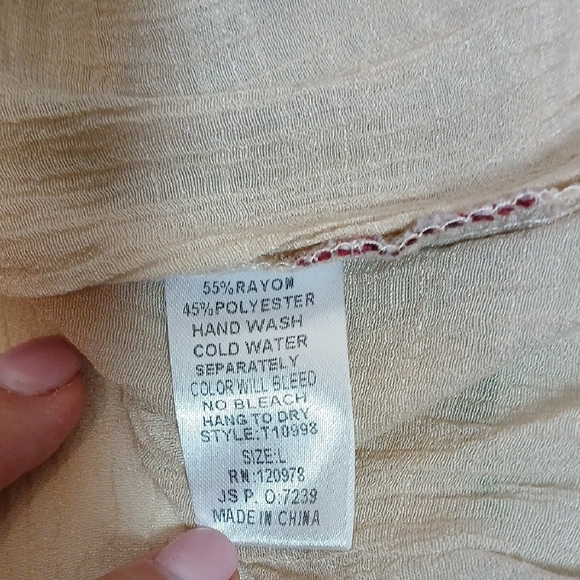 55%RAYON
45%POLYESTER
HAND WASH
COLD WATER
SEPARATELY
COLOR WILL BLEED
NO BLEACH
HANG TO DRY
STYLE:T10998
SIZE:L
RN:120978
JS P. O:7239
MADE IN CHINA